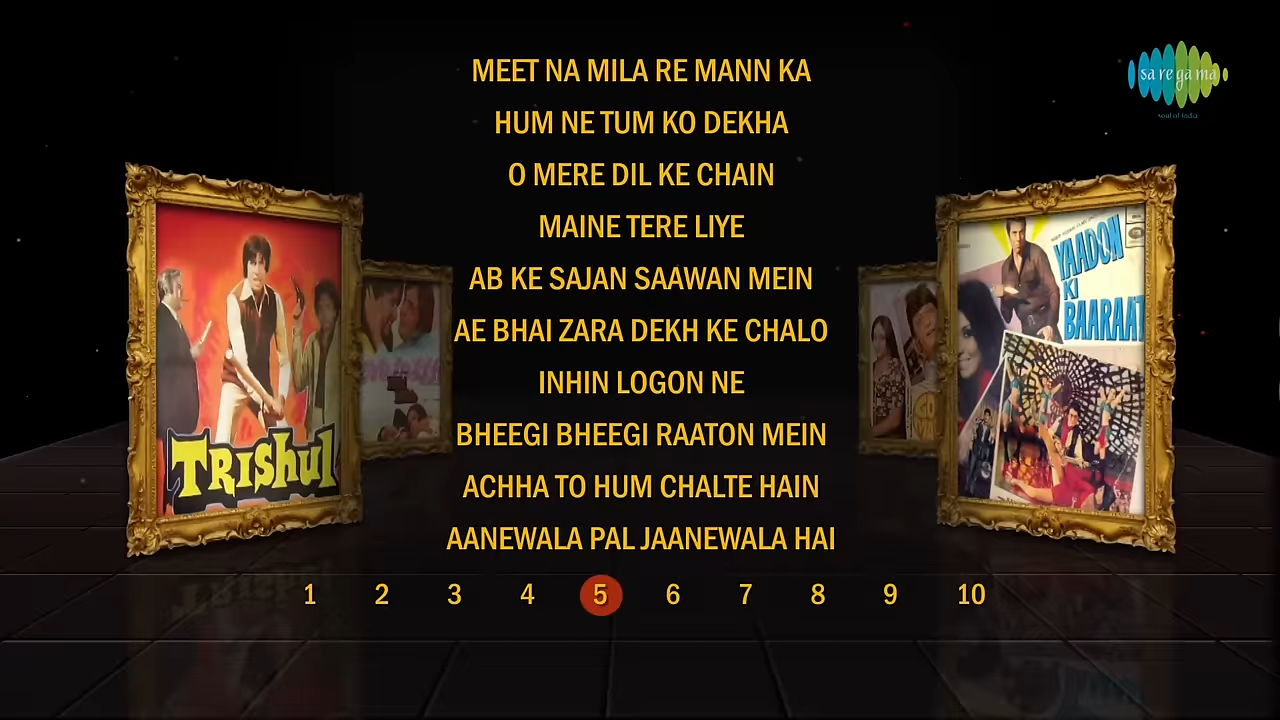 sa re ga ma
soul of India
MEET NA MILA RE MANN KA
HUM NE TUM KO DEKHA
O MERE DIL KE CHAIN
MAINE TERE LIYE
AB KE SAJAN SAAWAN MEIN
AE BHAI ZARA DEKH KE CHALO
INHIN LOGON NE
BHEEGI BHEEGI RAATON MEIN
ACHHA TO HUM CHALTE HAIN
AANEWALA PAL JAANEWALA HAI
TRISHUL
YAADON
KI
BAARAAT
1 2 3 4 5 6 7 8 9 10